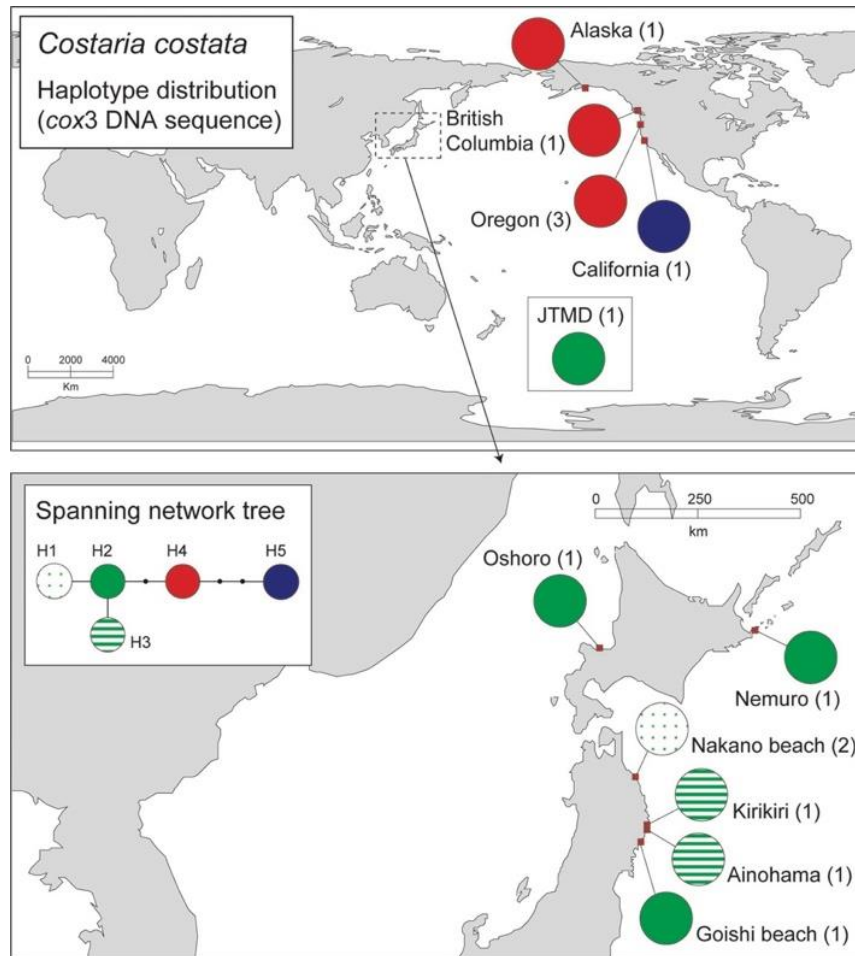 Costaria costata
Haplotype distribution
(cox3 DNA sequence)
Alaska (1)
British
Columbia (1)
Oregon (3)
California (1)
JTMD (1)
0 2000 4000
Km
Spanning network tree
H1 H2 H4 H5
H3
0 250 500
km
Oshoro (1)
Nemuro (1)
Nakano beach (2)
Kirikiri (1)
Ainohama (1)
Goishi beach (1)